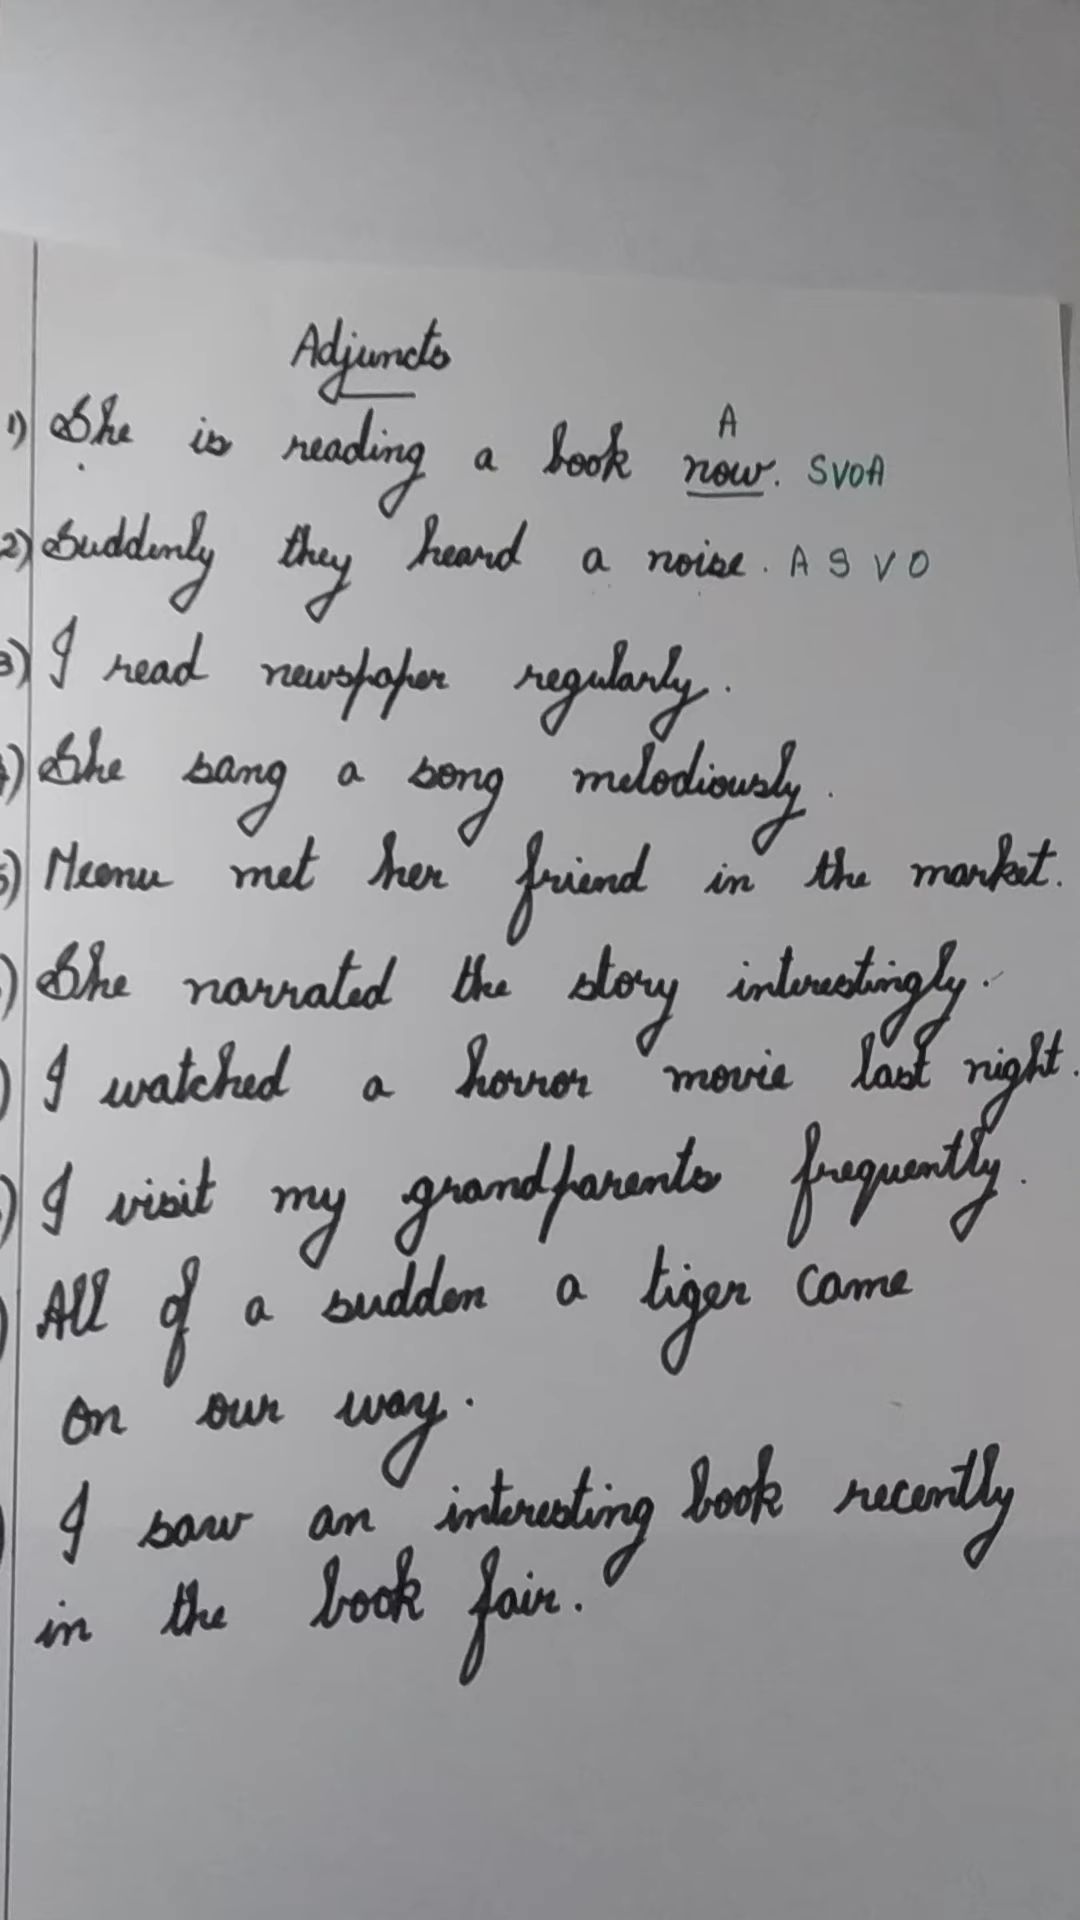 Adjuncts
A
1) She is reading a book now. SVOA
2) Suddenly they heard a noise. A S V O
3) I read newspaper regularly.
) She sang a song melodiously.
5) Meenu met her friend in the market.
) She narrated the story interestingly.
) I watched a horror movie last night.
) I visit my grandparents frequently.
) All of a sudden a tiger came
on our way.
) I saw an interesting book recently
in the book fair.